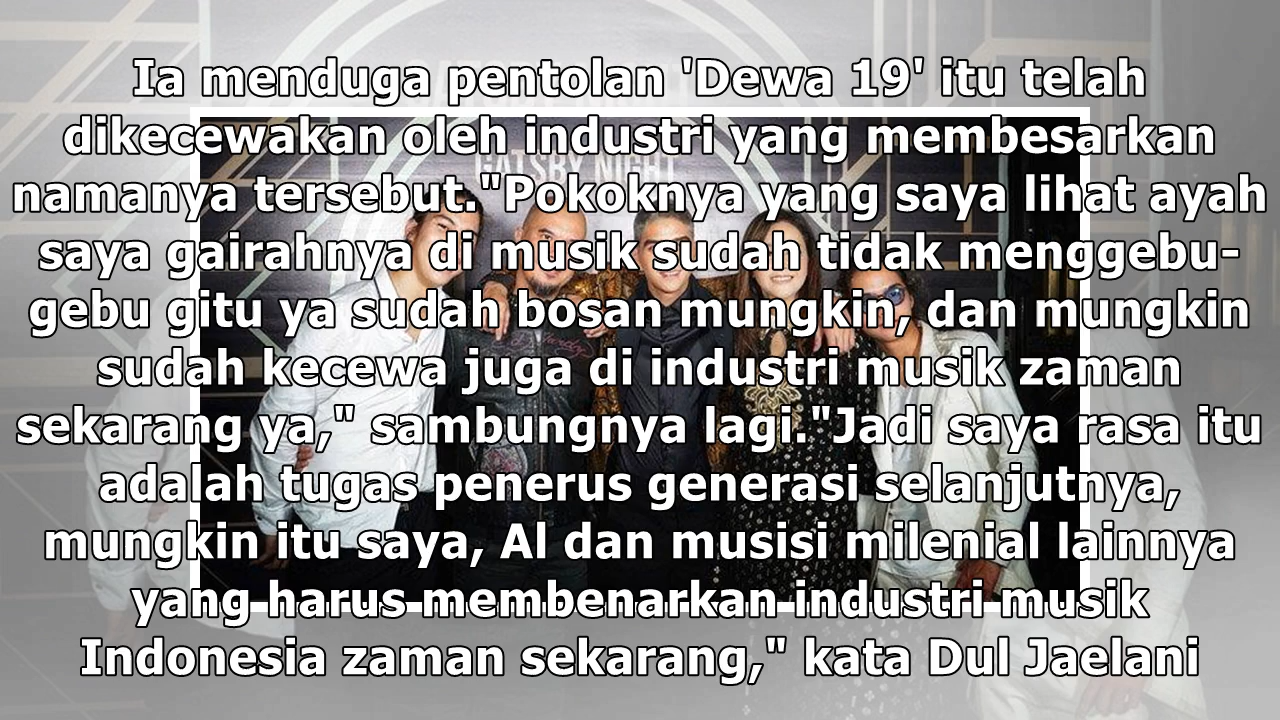 Ia menduga pentolan 'Dewa 19' itu telah
dikecewakan oleh industri yang membesarkan
namanya tersebut."Pokoknya yang saya lihat ayah
saya gairahnya di musik sudah tidak menggebu-
gebu gitu ya sudah bosan mungkin, dan mungkin
sudah kecewa juga di industri musik zaman
sekarang ya," sambungnya lagi."Jadi saya rasa itu
adalah tugas penerus generasi selanjutnya,
mungkin itu saya, Al dan musisi milenial lainnya
yang harus membenarkan industri musik
Indonesia zaman sekarang," kata Dul Jaelani
GATSBY NIGHT